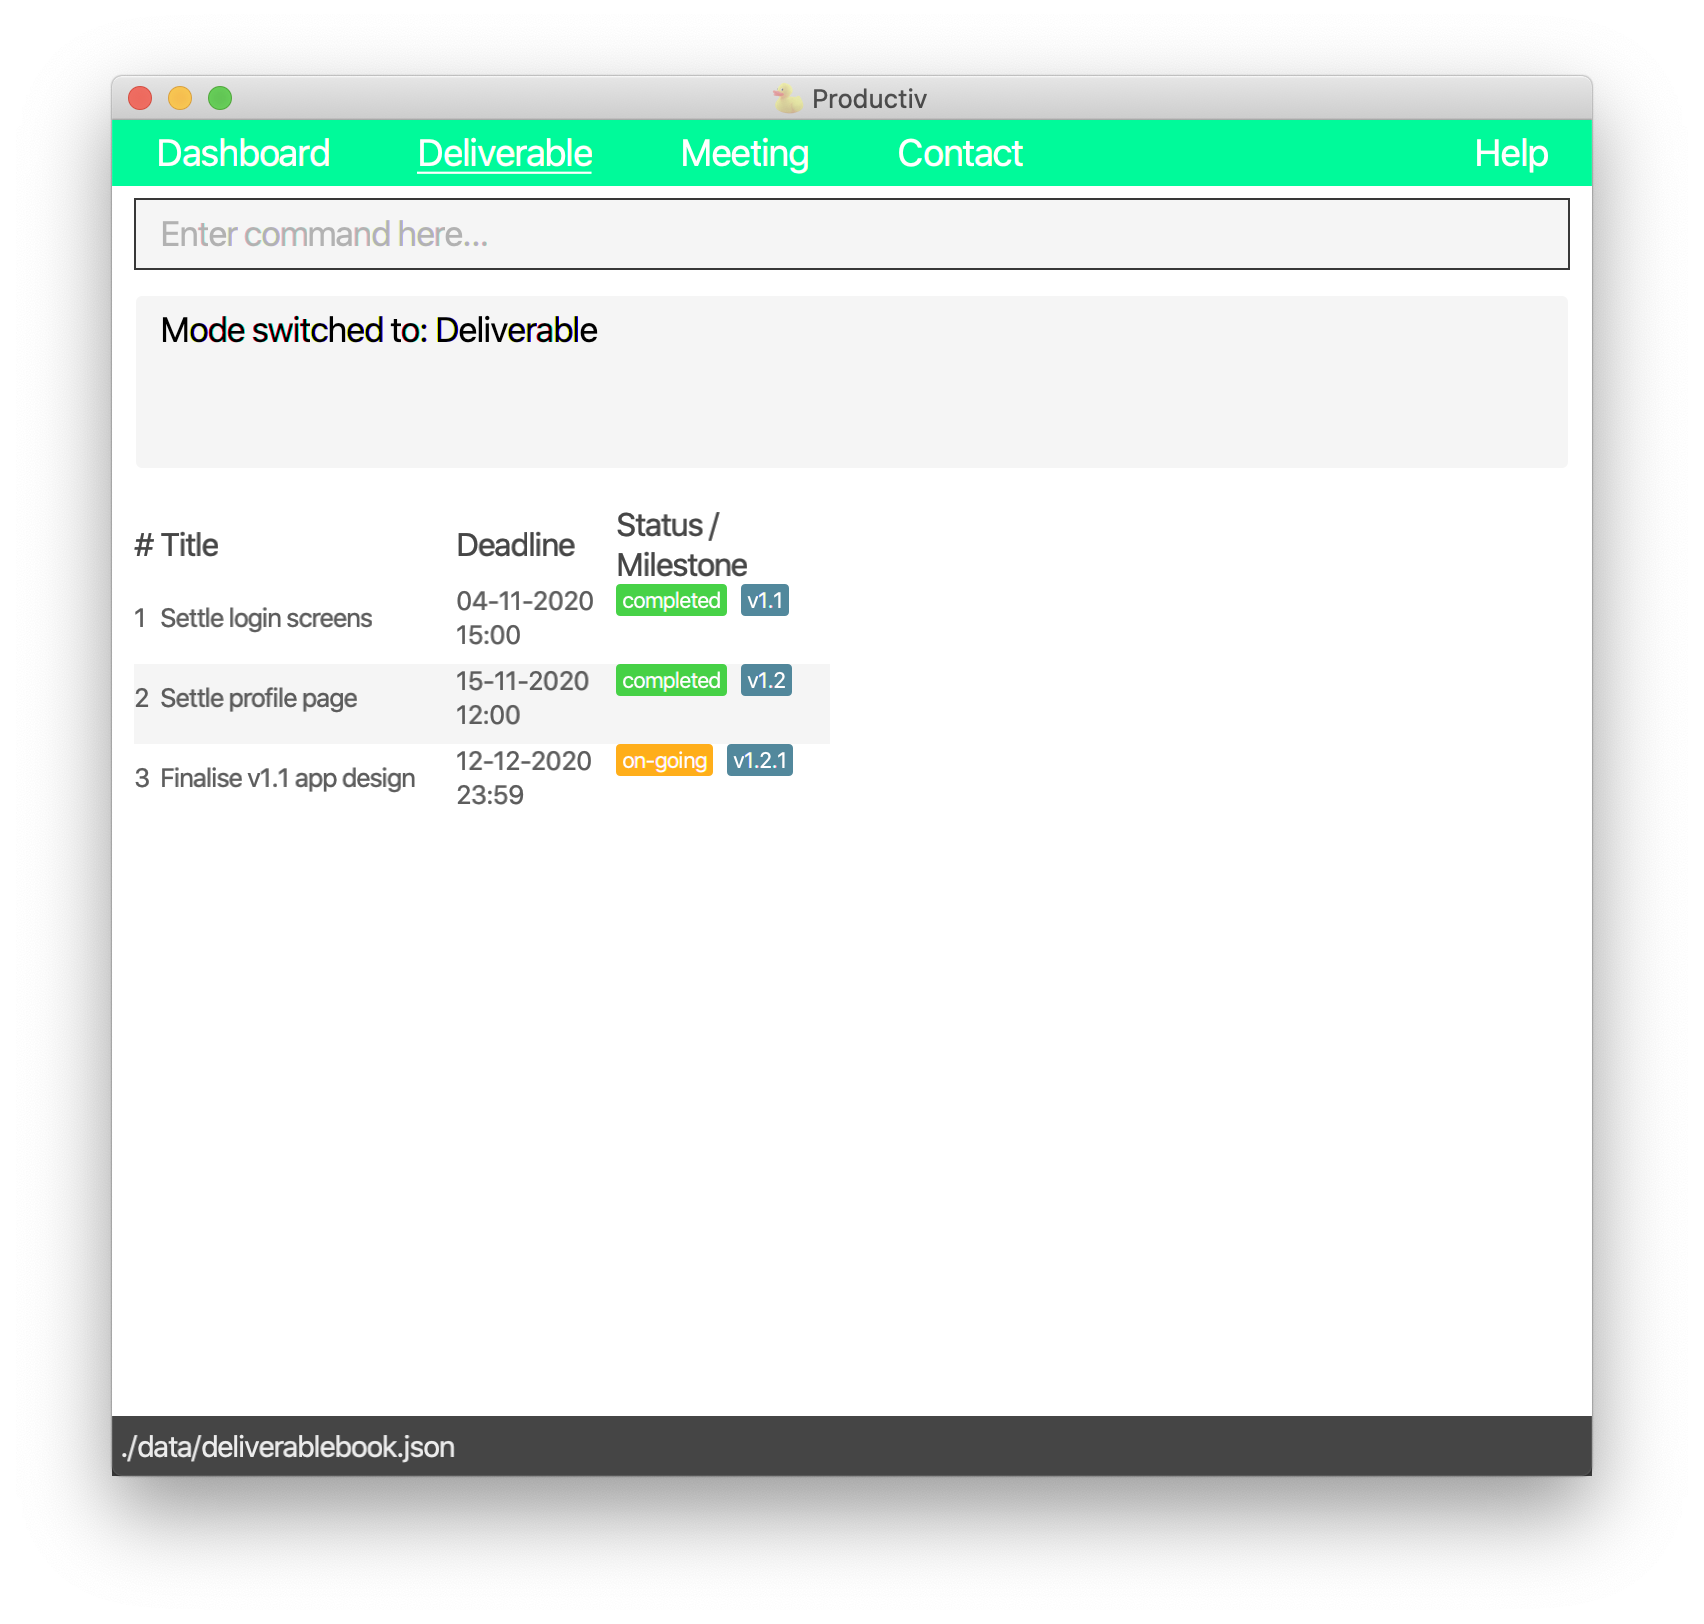 Productiv
Dashboard Deliverable Meeting Contact Help
Enter command here...
Mode switched to: Deliverable
# Title Deadline Status / Milestone
1 Settle login screens 04-11-2020 15:00 completed v1.1
2 Settle profile page 15-11-2020 12:00 completed v1.2
3 Finalise v1.1 app design 12-12-2020 23:59 on-going v1.2.1
./data/deliverablebook.json